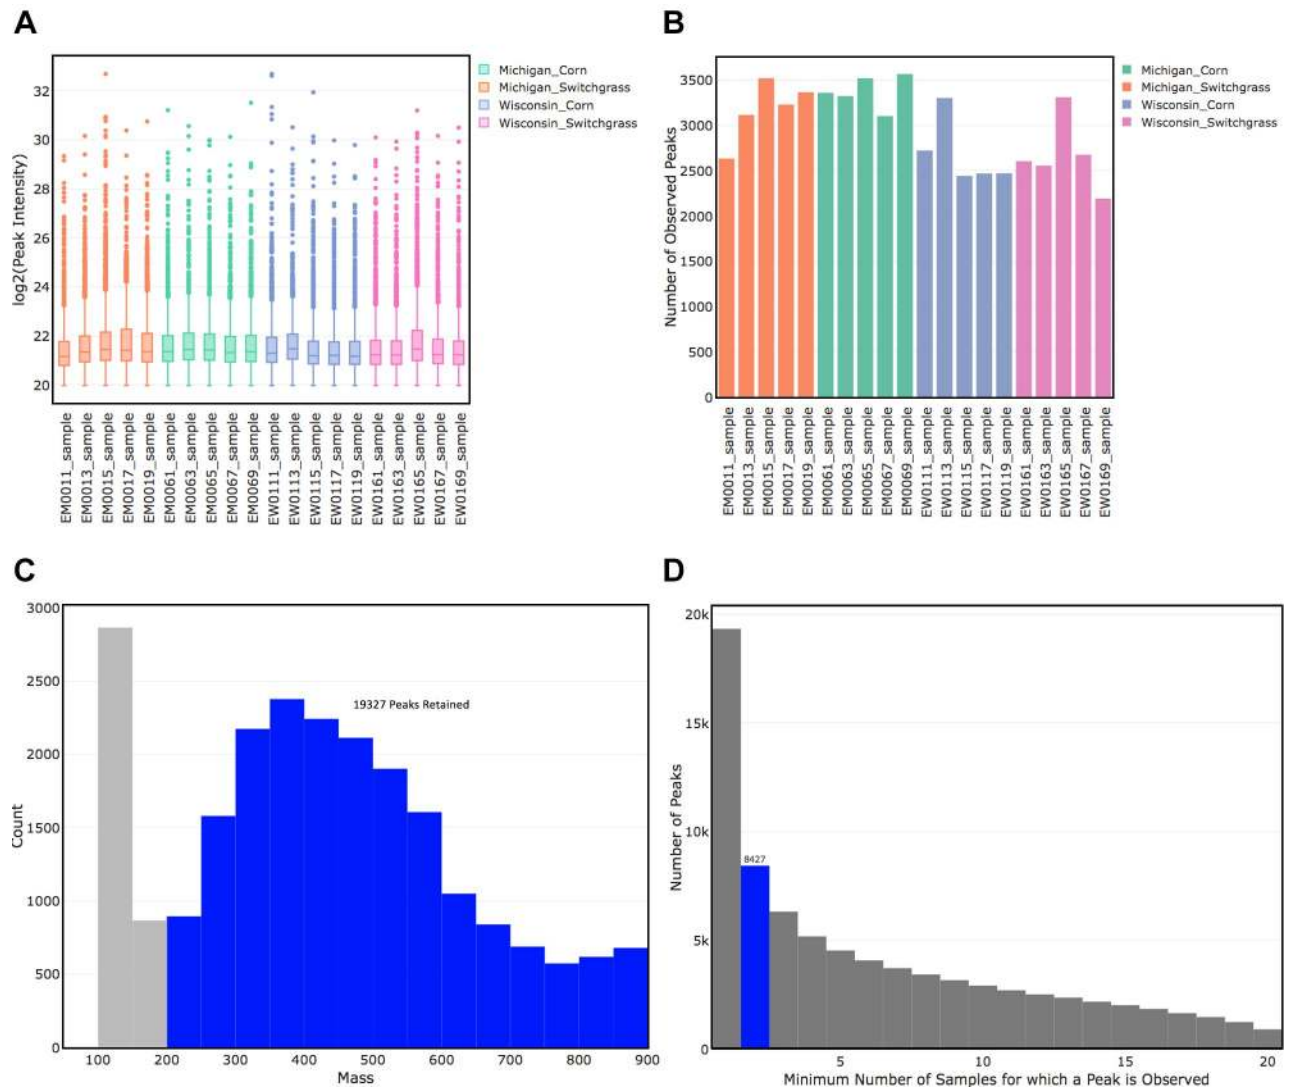 A
32
30
28
26
24
22
20
log2(Peak Intensity)
Michigan_Corn
Michigan_Switchgrass
Wisconsin_Corn
Wisconsin_Switchgrass
EM0011_sample
EM0013_sample
EM0015_sample
EM0017_sample
EM0019_sample
EM0061_sample
EM0063_sample
EM0065_sample
EM0067_sample
EM0069_sample
EW0111_sample
EW0113_sample
EW0115_sample
EW0117_sample
EW0119_sample
EW0161_sample
EW0163_sample
EW0165_sample
EW0167_sample
EW0169_sample
B
3500
3000
2500
2000
1500
1000
500
0
Number of Observed Peaks
Michigan_Corn
Michigan_Switchgrass
Wisconsin_Corn
Wisconsin_Switchgrass
EM0011_sample
EM0013_sample
EM0015_sample
EM0017_sample
EM0019_sample
EM0061_sample
EM0063_sample
EM0065_sample
EM0067_sample
EM0069_sample
EW0111_sample
EW0113_sample
EW0115_sample
EW0117_sample
EW0119_sample
EW0161_sample
EW0163_sample
EW0165_sample
EW0167_sample
EW0169_sample
C
3000
2500
2000
1500
1000
500
0
Count
19327 Peaks Retained
100 200 300 400 500 600 700 800 900
Mass
D
20k
15k
10k
5k
0
Number of Peaks
8427
5 10 15 20
Minimum Number of Samples for which a Peak is Observed